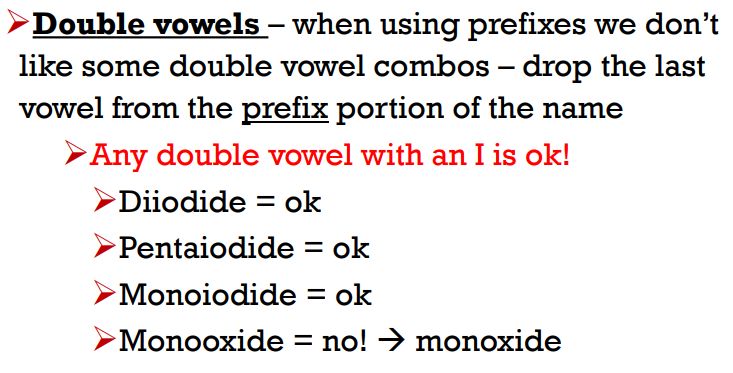 ➢Double vowels – when using prefixes we don’t
like some double vowel combos – drop the last
vowel from the prefix portion of the name
➢Any double vowel with an I is ok!
➢Diiodide = ok
➢Pentaiodide = ok
➢Monoiodide = ok
➢Monooxide = no! → monoxide